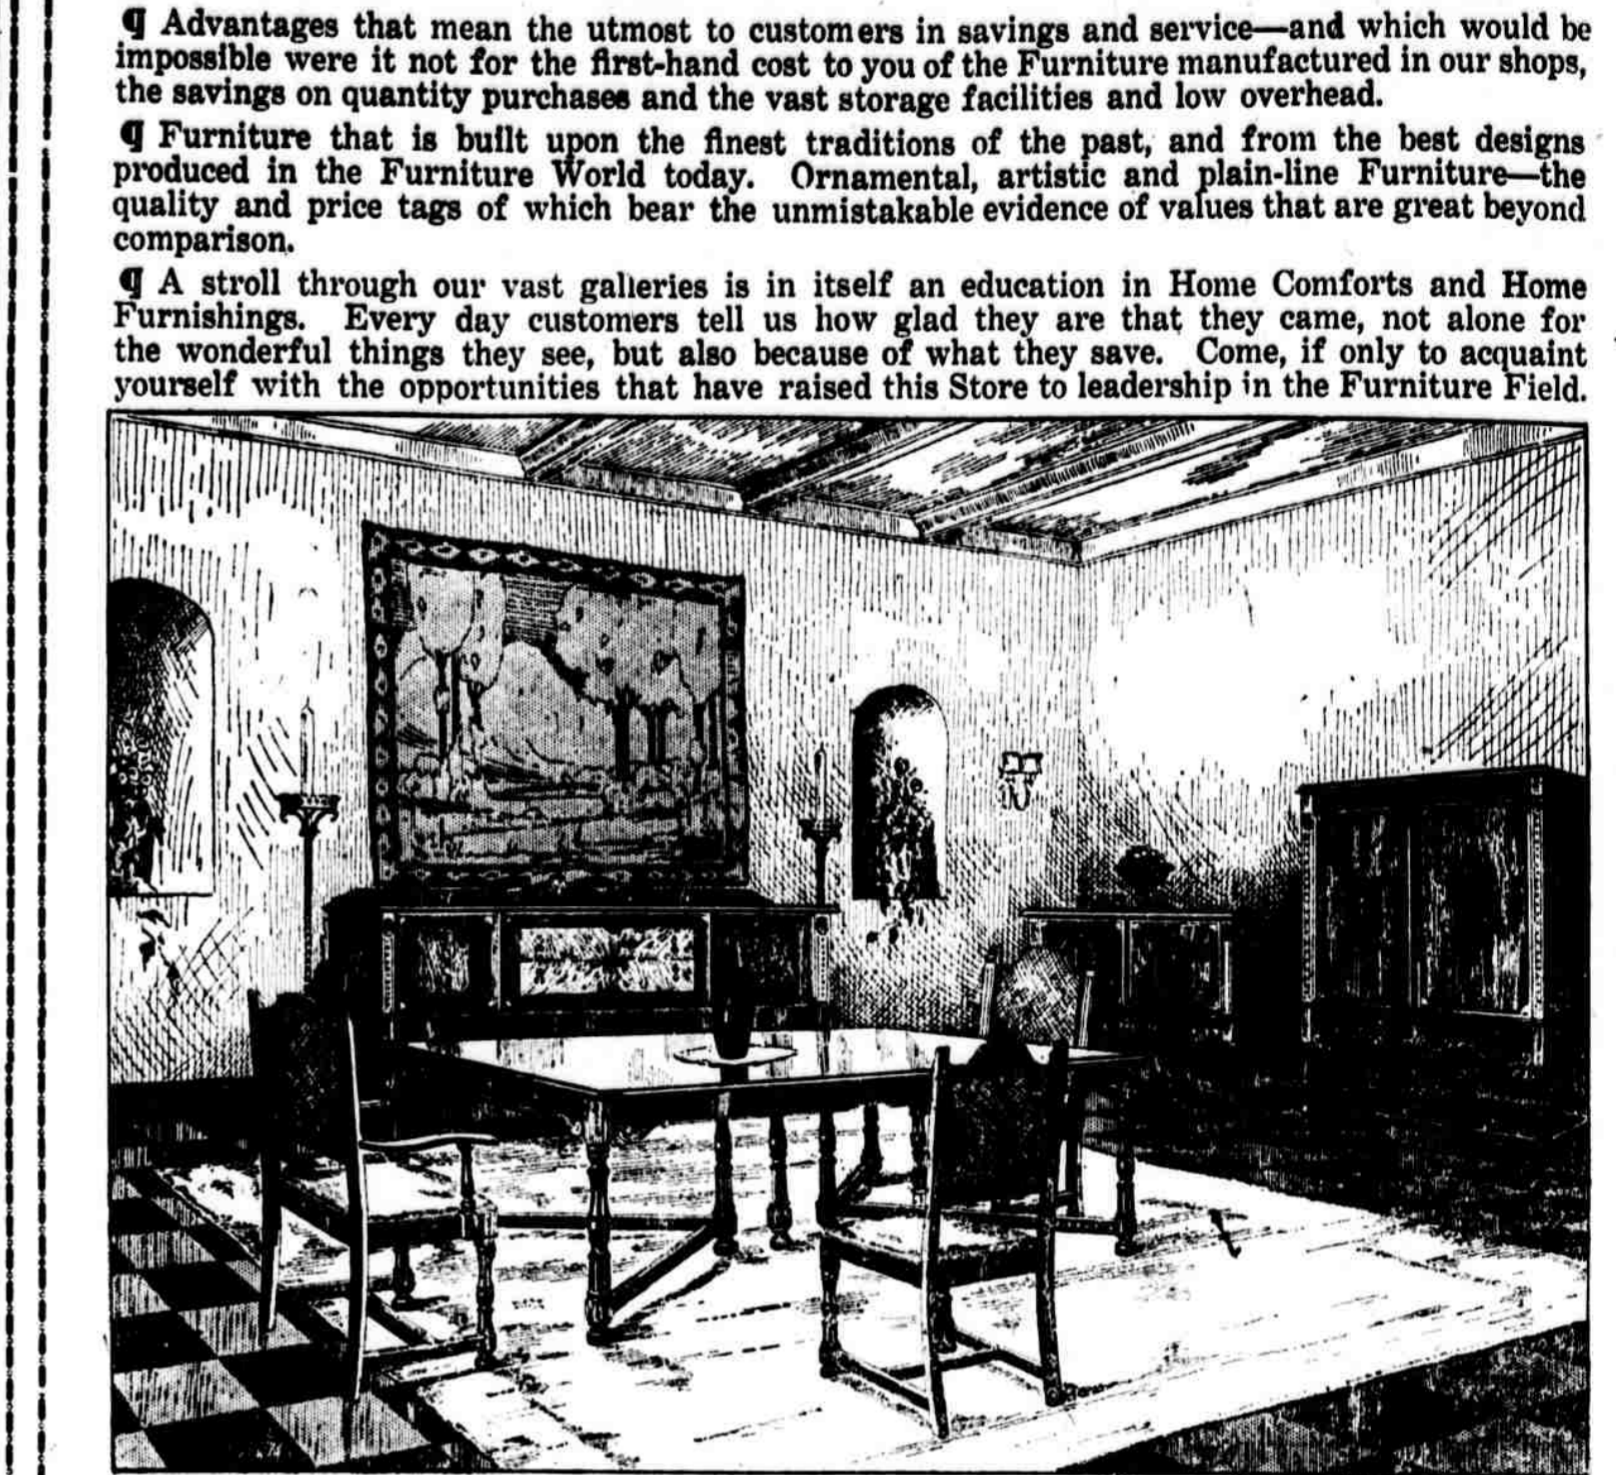 ¶ Advantages that mean the utmost to customers in savings and service—and which would be
impossible were it not for the first-hand cost to you of the Furniture manufactured in our shops,
the savings on quantity purchases and the vast storage facilities and low overhead.
¶ Furniture that is built upon the finest traditions of the past, and from the best designs
produced in the Furniture World today. Ornamental, artistic and plain-line Furniture—the
quality and price tags of which bear the unmistakable evidence of values that are great beyond
comparison.
¶ A stroll through our vast galleries is in itself an education in Home Comforts and Home
Furnishings. Every day customers tell us how glad they are that they came, not alone for
the wonderful things they see, but also because of what they save. Come, if only to acquaint
yourself with the opportunities that have raised this Store to leadership in the Furniture Field.